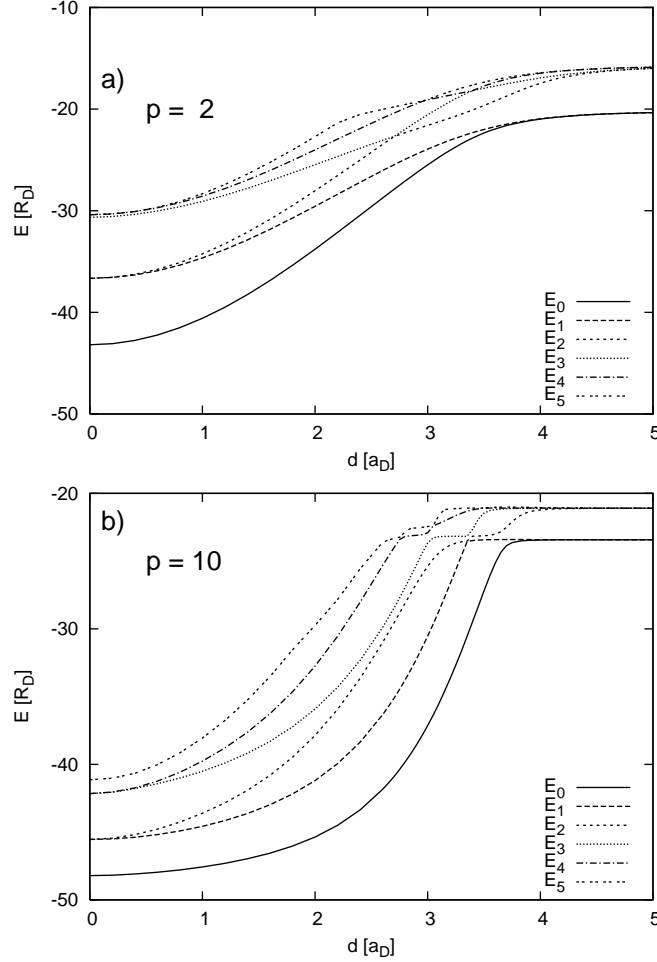 -10
a)
p = 2
-20
E [R_D]
-30
-40
-50
E_0
E_1
E_2
E_3
E_4
E_5
0 1 2 3 4 5
d [a_D]
-20
b)
p = 10
-30
E [R_D]
-40
-50
E_0
E_1
E_2
E_3
E_4
E_5
0 1 2 3 4 5
d [a_D]